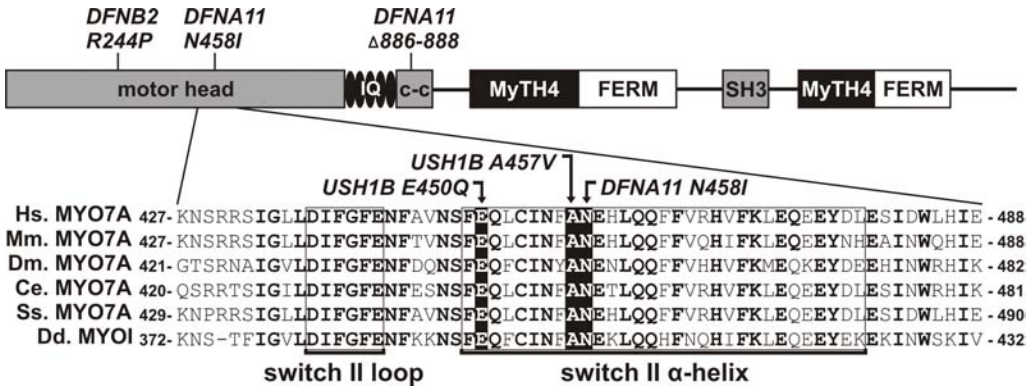 DFNB2 DFNA11 DFNA11
R244P N458I Δ886-888
motor head IQ c-c MyTH4 FERM SH3 MyTH4 FERM
USH1B A457V
USH1B E450Q DFNA11 N458I
Hs. MYO7A 427- KNSRRSIGLLDIFGFENFAVNSFEQLCINFANEHLQQFFVRHVFKLEQEEYDLESIDWLHIE - 488
Mm. MYO7A 427- KNSRRSIGLLDIFGFENFTVNSFEQLCINFANEHLQQFFVQHIFKLEQEEYNHEAINWQHIE - 488
Dm. MYO7A 421- GTSRNAIGVLDIFGFENFDQNSFEQFCINYANENLQQFFVHHVFKMEQKEYDEEHINWRHIK - 482
Ce. MYO7A 420- QSRRTSIGILDIFGFENFESNSFEQLCINFANETLQQFFVHHVFKMEQKEYDEEHINWRHIK - 481
Ss. MYO7A 429- KNPRRSIGLLDIFGFENFAVNSFEQLCINFANEHLQQFFVRHVFKLEQEEYDLESIDWLHIE - 490
Dd. MYOI 372- KNS-TFIGVLDIFGFENFKKNSFEQFCINFANEKLQQHFNQHIFKLEQEEYEKEKINWSKIV - 432
switch II loop switch II α-helix